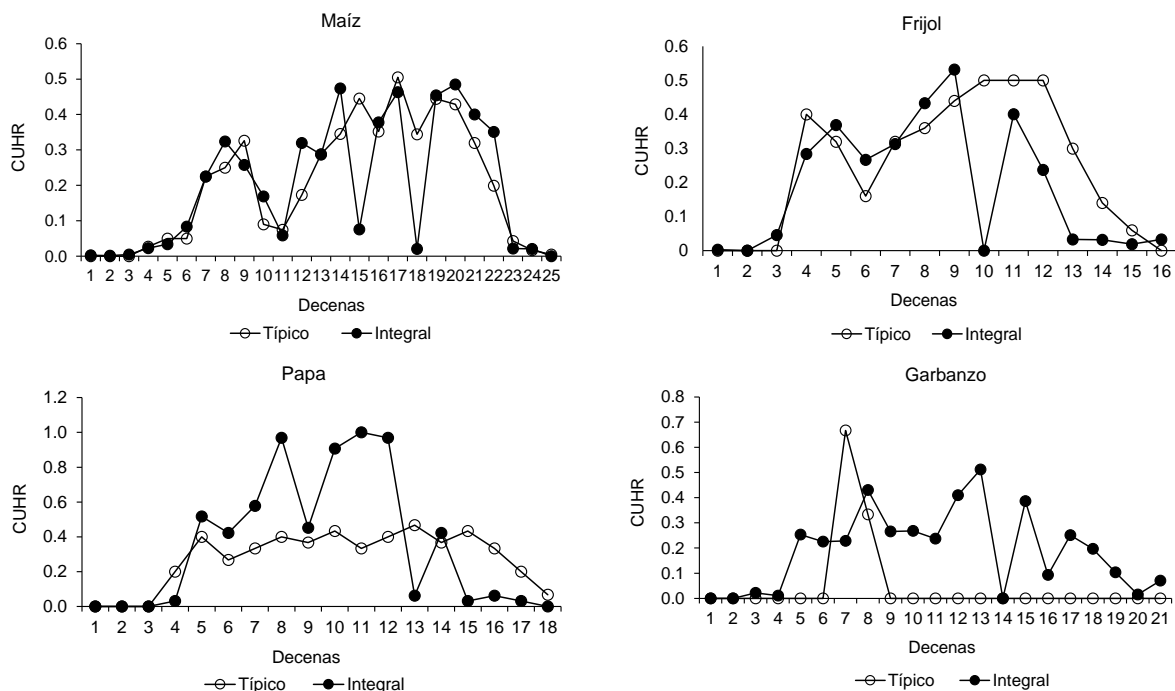 Maíz
0.6
0.5
0.4
0.3
0.2
0.1
0.0
CUHR
1 2 3 4 5 6 7 8 9 10 11 12 13 14 15 16 17 18 19 20 21 22 23 24 25
Decenas
Típico Integral
Frijol
0.6
0.5
0.4
0.3
0.2
0.1
0
CUHR
1 2 3 4 5 6 7 8 9 10 11 12 13 14 15 16
Decenas
Típico Integral
Papa
1.2
1.0
0.8
0.6
0.4
0.2
0.0
CUHR
1 2 3 4 5 6 7 8 9 10 11 12 13 14 15 16 17 18
Decenas
Típico Integral
Garbanzo
0.8
0.7
0.6
0.5
0.4
0.3
0.2
0.1
0.0
CUHR
1 2 3 4 5 6 7 8 9 10 11 12 13 14 15 16 17 18 19 20 21
Decenas
Típico Integral